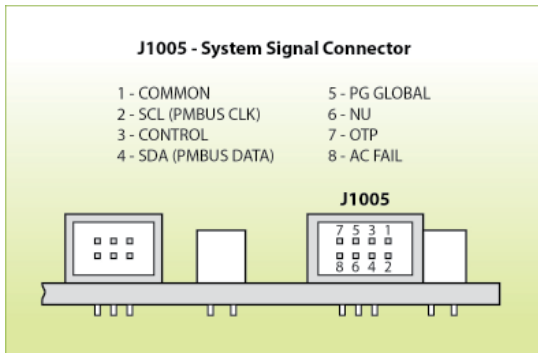 J1005 - System Signal Connector
1 - COMMON
2 - SCL (PMBUS CLK)
3 - CONTROL
4 - SDA (PMBUS DATA)
5 - PG GLOBAL
6 - NU
7 - OTP
8 - AC FAIL
J1005
7 5 3 1
8 6 4 2